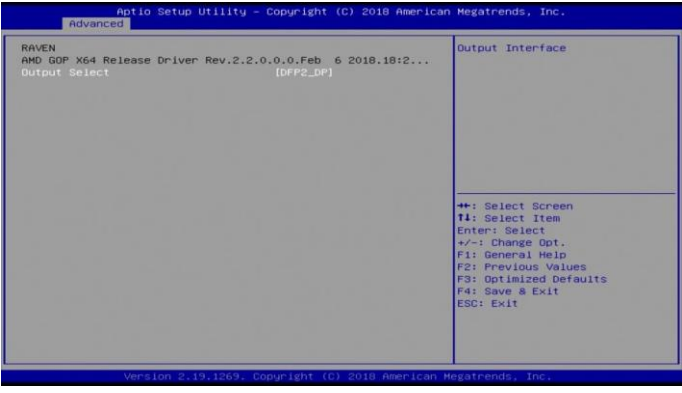 Aptio Setup Utility – Copyright (C) 2018 American Megatrends, Inc.
Advanced
RAVEN
AMD GOP X64 Release Driver Rev.2.2.0.0.0.Feb  6 2018.18:2...
Output Select [DFP2_DP]
Output Interface
→←: Select Screen
↑↓: Select Item
Enter: Select
+/-: Change Opt.
F1: General Help
F2: Previous Values
F3: Optimized Defaults
F4: Save & Exit
ESC: Exit
Version 2.19.1269. Copyright (C) 2018 American Megatrends, Inc.